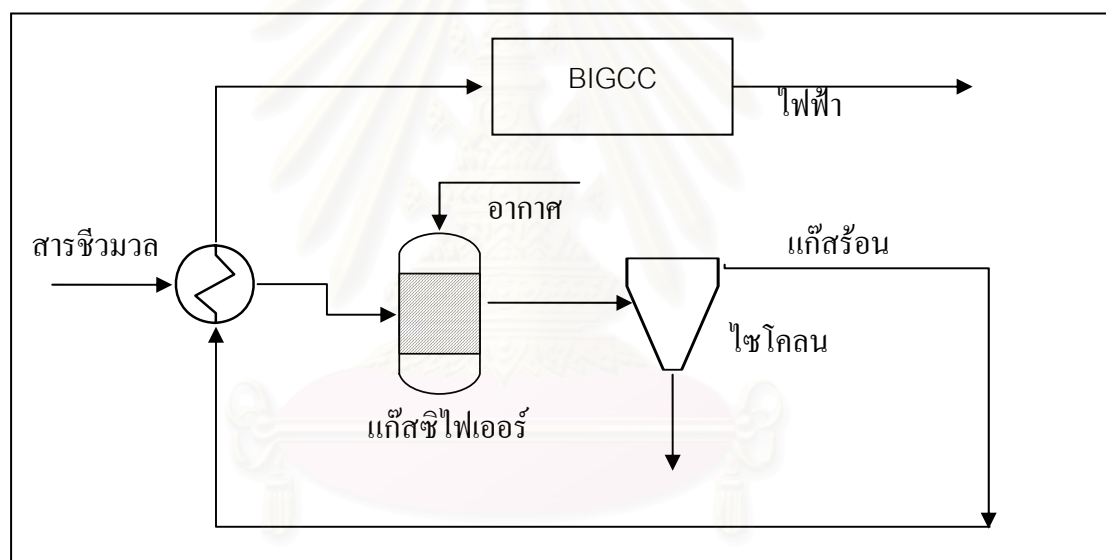 BIGCC
ไฟฟ้า
อากาศ
สารชีวมวล
แก๊สร้อน
ไซโคลน
แก๊สซิไฟเออร์